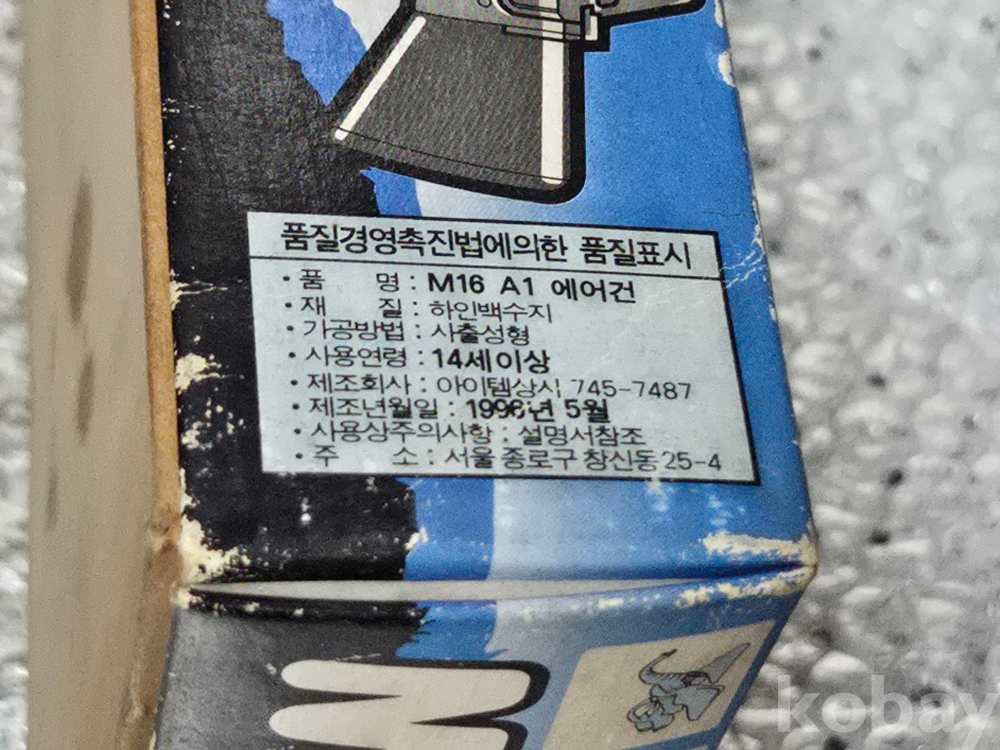 품질경영촉진법에의한 품질표시
• 품 명 : M16 A1 에어건
• 재 질 : 하인백수지
• 가공방법 : 사출성형
• 사용연령 : 14세이상
• 제조회사 : 아이템상사 745-7487
• 제조년월일 : 1998년 5월
• 사용상주의사항 : 설명서참조
• 주 소 : 서울 종로구 창신동 25-4
kobay